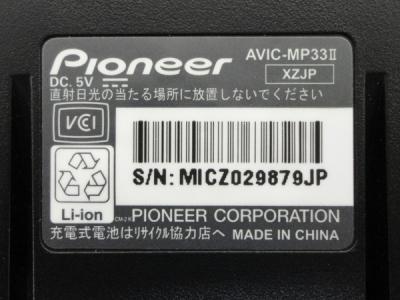 Pioneer
AVIC-MP33II
XZJP
DC. 5V
直射日光の当たる場所に放置しないでください
VCCI
S/N: MICZ029879JP
Li-ion
PIONEER CORPORATION
充電式電池はリサイクル協力店へ
MADE IN CHINA